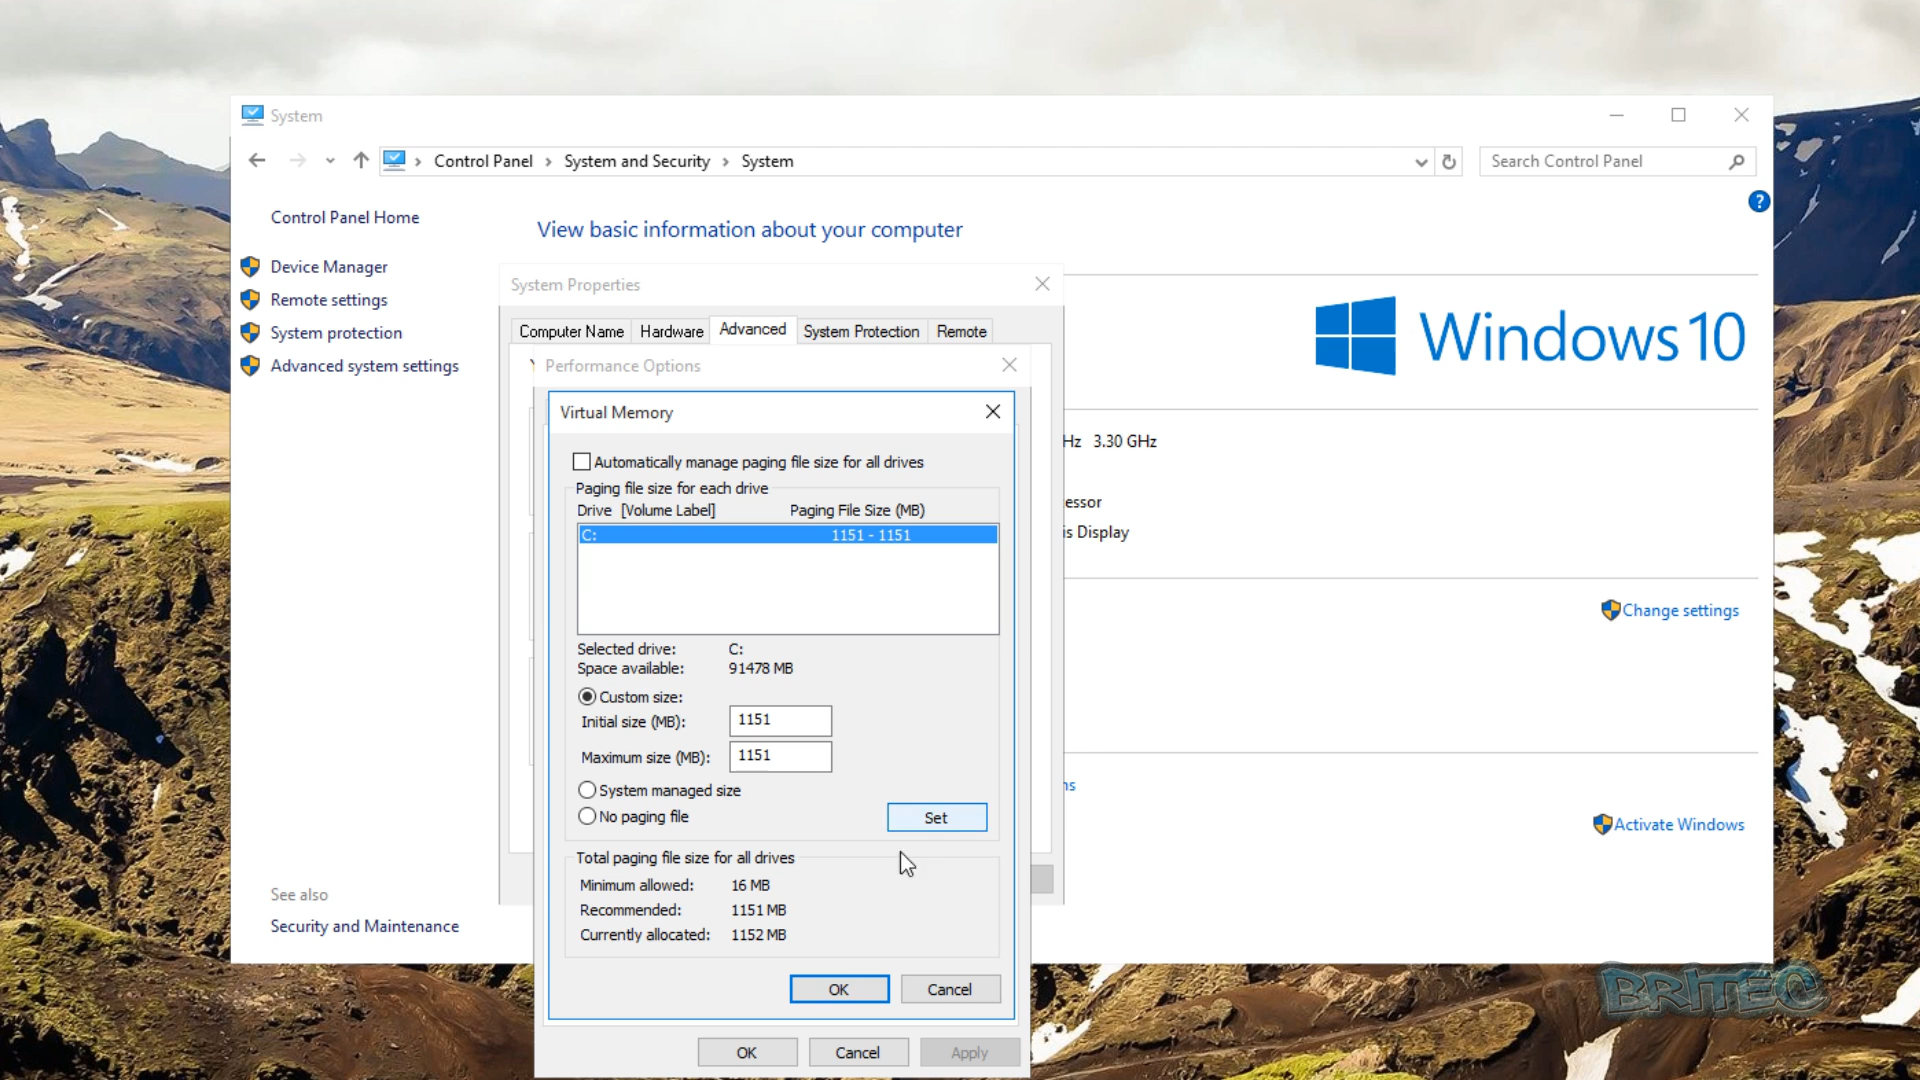 System
Control Panel > System and Security > System
Search Control Panel
Control Panel Home
View basic information about your computer
Device Manager
Remote settings
System protection
Advanced system settings
System Properties
Computer Name Hardware Advanced System Protection Remote
Windows 10
Performance Options
Virtual Memory
Hz 3.30 GHz
Automatically manage paging file size for all drives
Paging file size for each drive
Drive [Volume Label] Paging File Size (MB)
C: 1151 - 1151
essor
is Display
Change settings
Selected drive: C:
Space available: 91478 MB
Custom size:
Initial size (MB): 1151
Maximum size (MB): 1151
System managed size
No paging file
Set
ns
Activate Windows
Total paging file size for all drives
Minimum allowed: 16 MB
Recommended: 1151 MB
Currently allocated: 1152 MB
See also
Security and Maintenance
OK Cancel
OK Cancel Apply
BRITEC